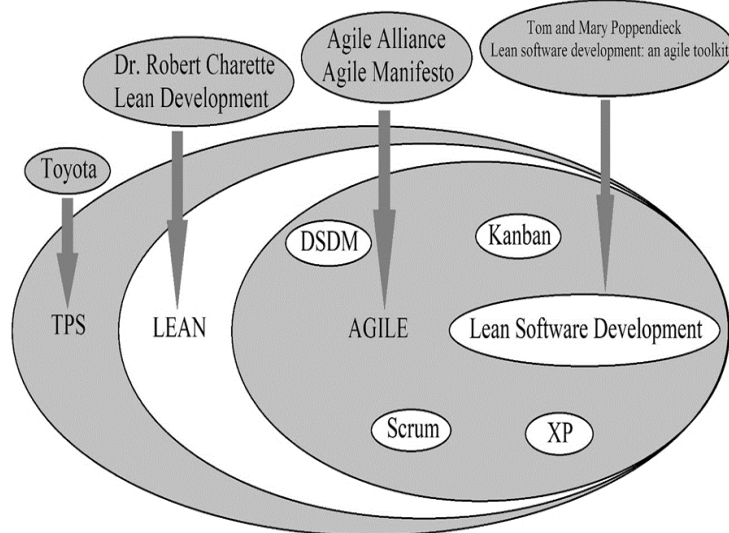 Tom and Mary Poppendieck
Lean software development: an agile toolkit
Agile Alliance
Agile Manifesto
Dr. Robert Charette
Lean Development
Toyota
DSDM
Kanban
TPS
LEAN
AGILE
Lean Software Development
Scrum
XP